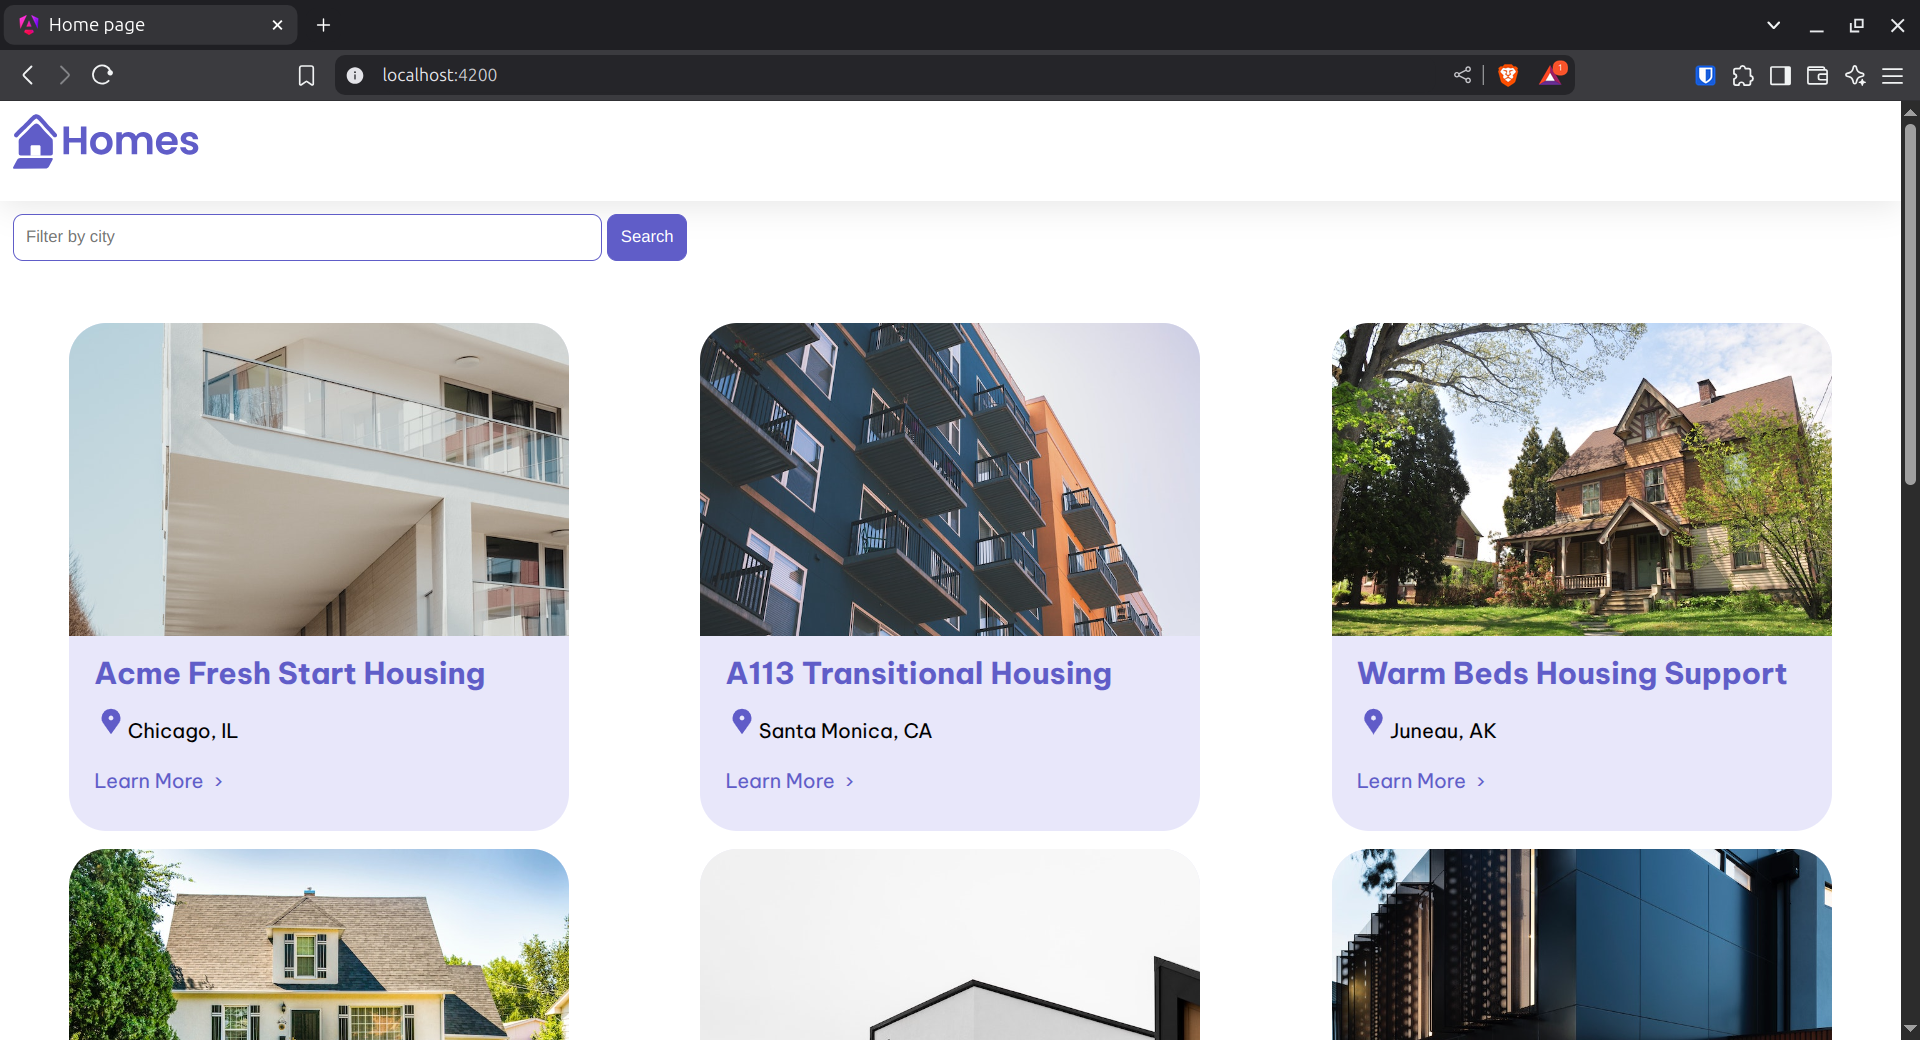 Home page
localhost:4200
1
Homes
Filter by city
Search
Acme Fresh Start Housing
Chicago, IL
Learn More >
A113 Transitional Housing
Santa Monica, CA
Learn More >
Warm Beds Housing Support
Juneau, AK
Learn More >